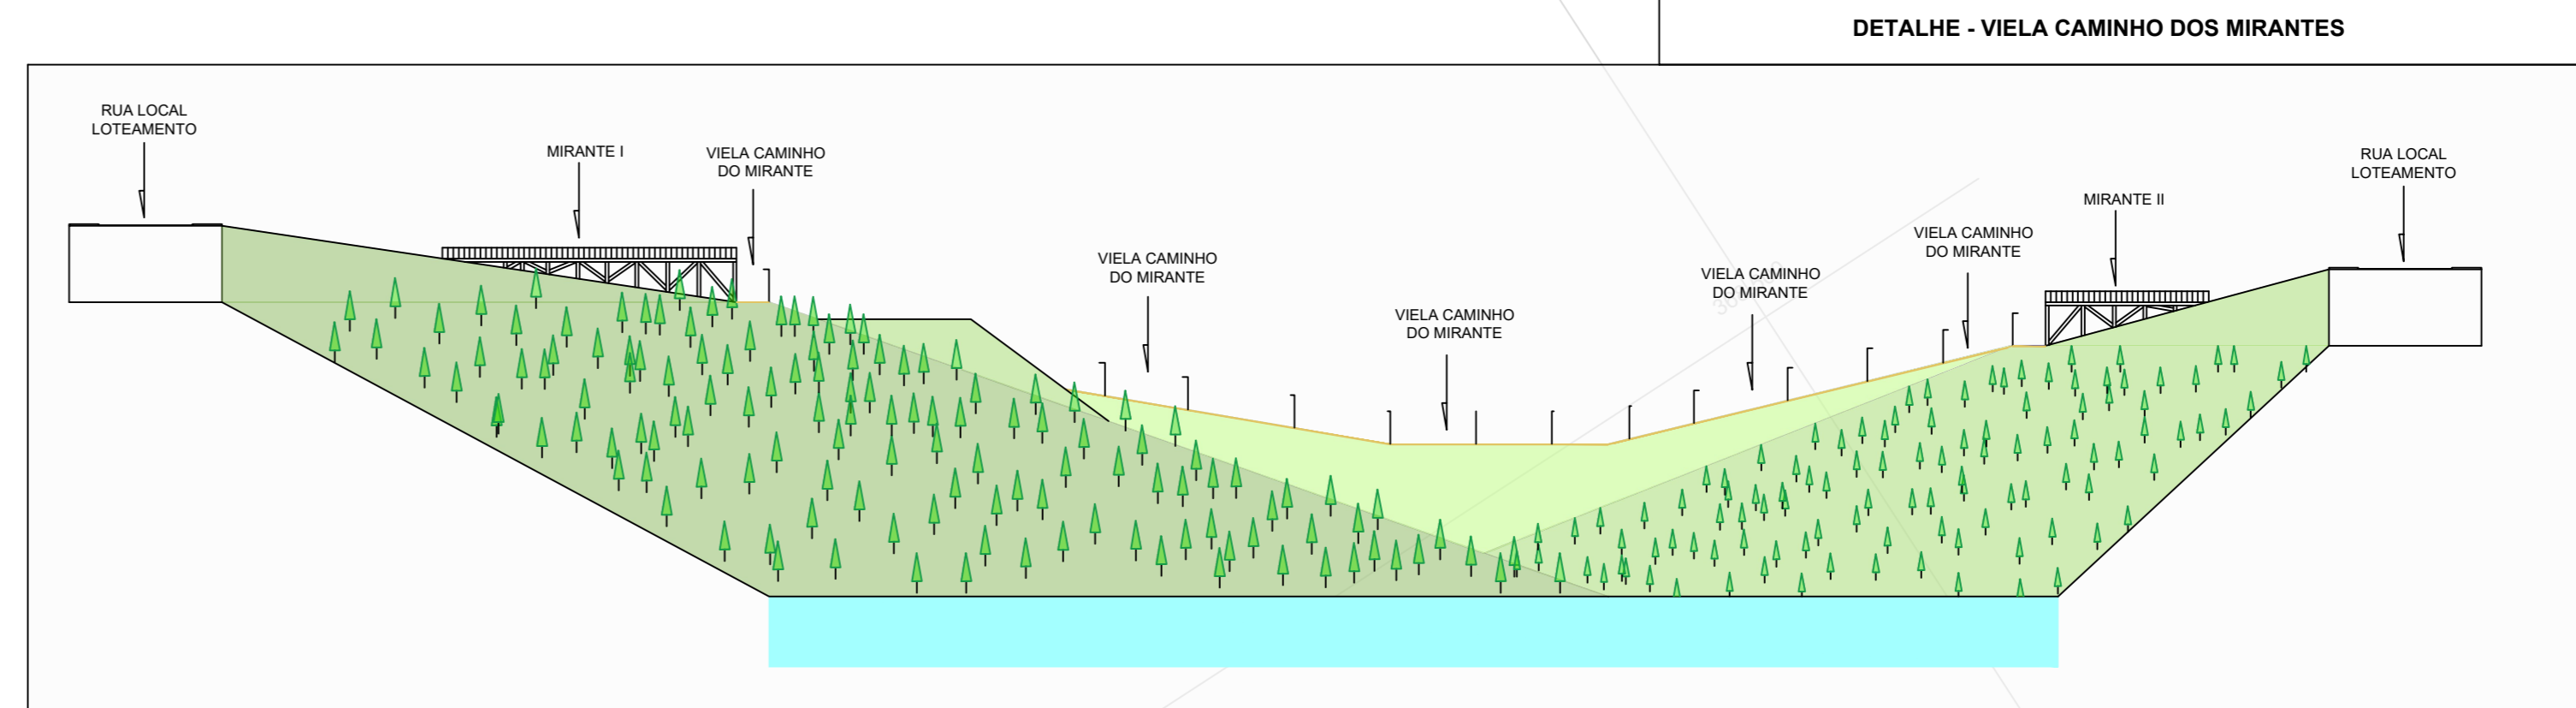 DETALHE - VIELA CAMINHO DOS MIRANTES
RUA LOCAL
LOTEAMENTO
MIRANTE I
VIELA CAMINHO
DO MIRANTE
VIELA CAMINHO
DO MIRANTE
VIELA CAMINHO
DO MIRANTE
VIELA CAMINHO
DO MIRANTE
VIELA CAMINHO
DO MIRANTE
MIRANTE II
RUA LOCAL
LOTEAMENTO